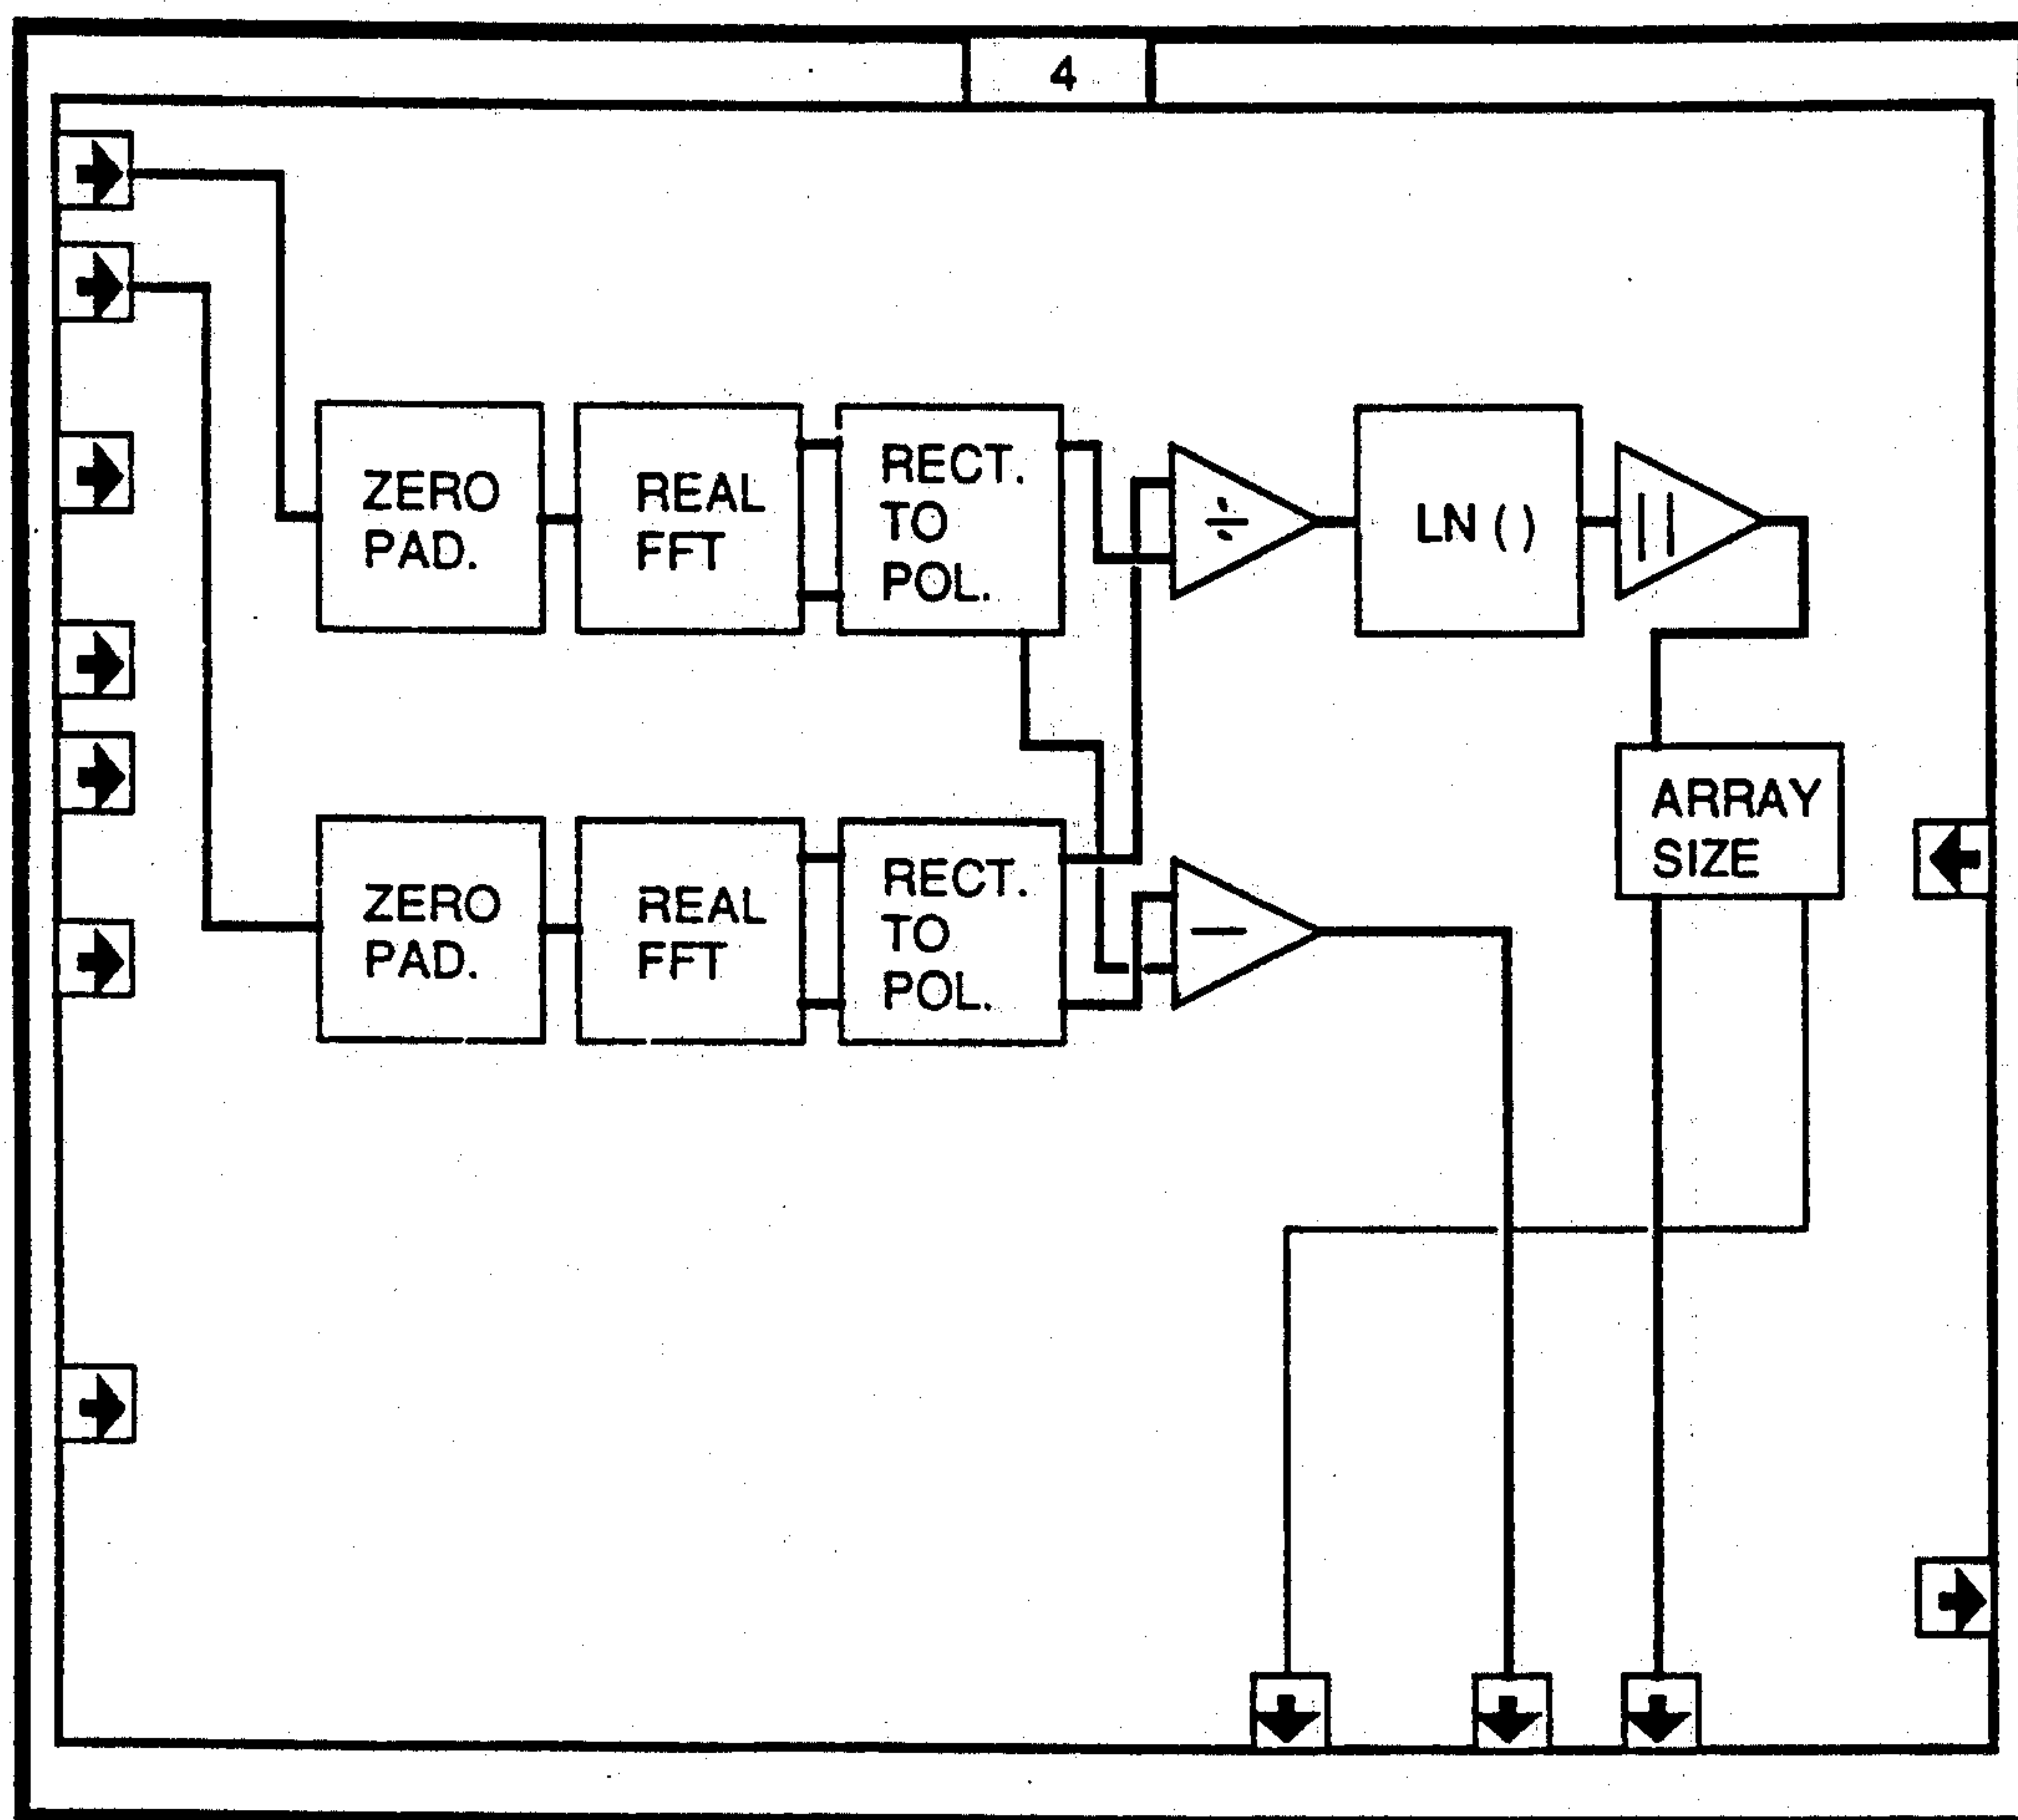 4
ZERO
PAD.
REAL
FFT
RECT.
TO
POL.
÷
LN ( )
||
ARRAY
SIZE
ZERO
PAD.
REAL
FFT
RECT.
TO
POL.
—